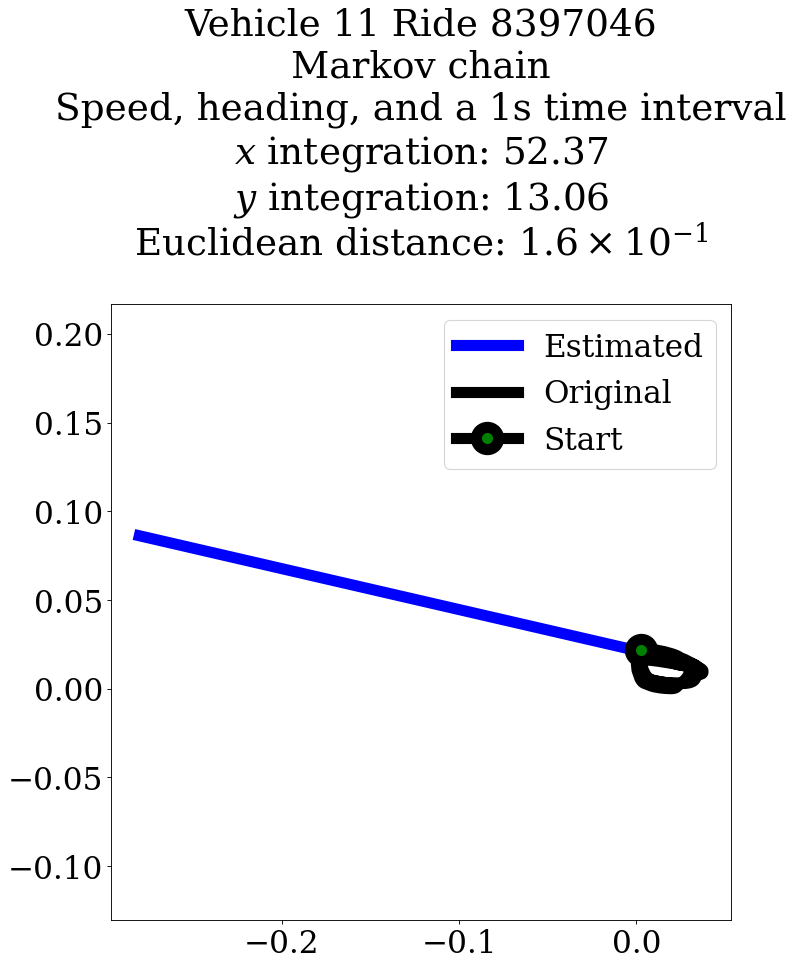 Vehicle 11 Ride 8397046
Markov chain
Speed, heading, and a 1s time interval
x integration: 52.37
y integration: 13.06
Euclidean distance: 1.6 × 10⁻¹
Estimated
Original
Start
0.20
0.15
0.10
0.05
0.00
−0.05
−0.10
−0.2
−0.1
0.0